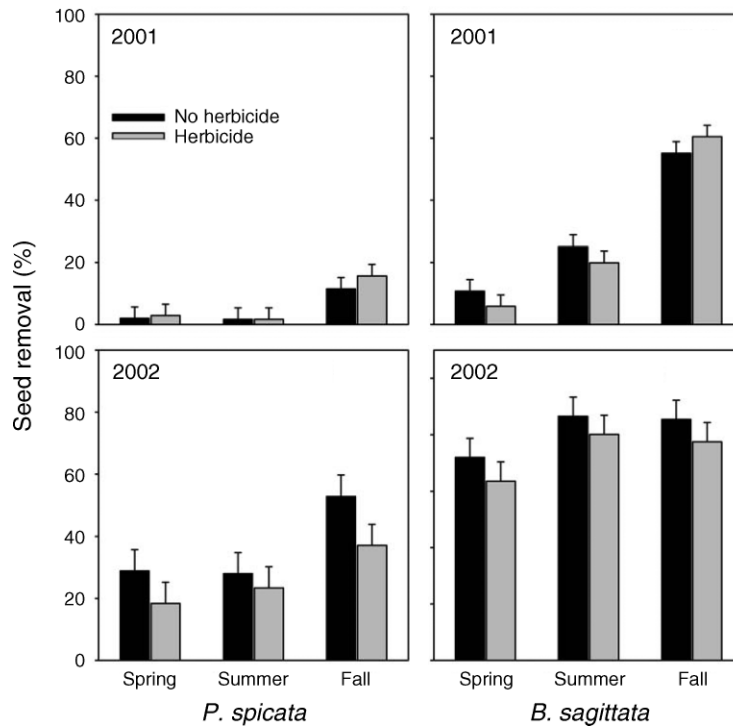 100
80
60
40
20
0
2001
No herbicide
Herbicide
2001
Seed removal (%)
100
80
60
40
20
0
2002
2002
Spring Summer Fall
Spring Summer Fall
P. spicata
B. sagittata